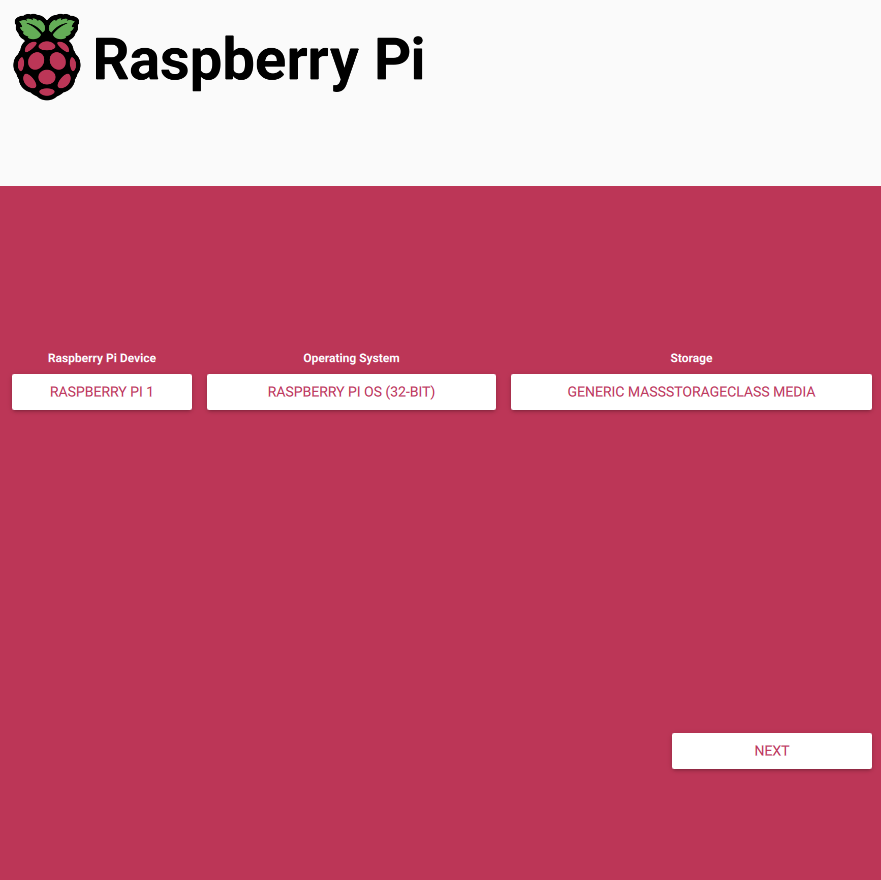 Raspberry Pi
Raspberry Pi Device
Operating System
Storage
RASPBERRY PI 1
RASPBERRY PI OS (32-BIT)
GENERIC MASSSTORAGECLASS MEDIA
NEXT